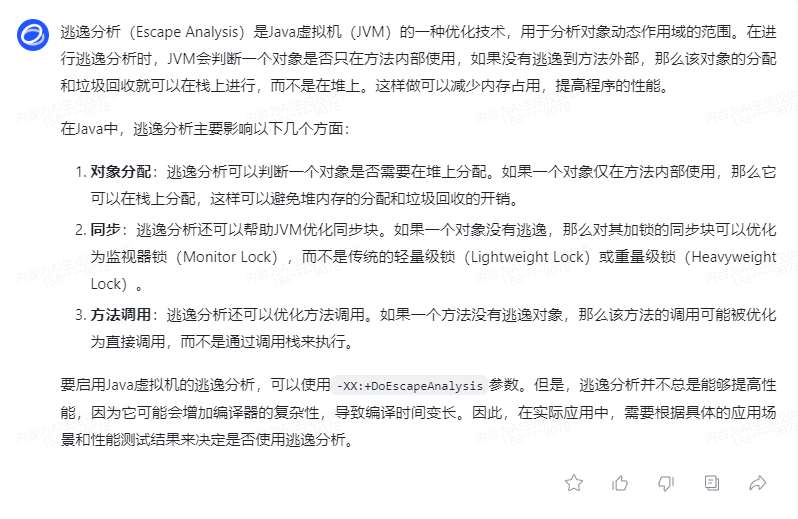 逃逸分析（Escape Analysis）是Java虚拟机（JVM）的一种优化技术，用于分析对象动态作用域的范围。在进
行逃逸分析时，JVM会判断一个对象是否只在方法内部使用，如果没有逃逸到方法外部，那么该对象的分配
和垃圾回收就可以在栈上进行，而不是在堆上。这样做可以减少内存占用，提高程序的性能。
在Java中，逃逸分析主要影响以下几个方面：
1. 对象分配：逃逸分析可以判断一个对象是否需要在堆上分配。如果一个对象仅在方法内部使用，那么它
可以在栈上分配，这样可以避免堆内存的分配和垃圾回收的开销。
2. 同步：逃逸分析还可以帮助JVM优化同步块。如果一个对象没有逃逸，那么对其加锁的同步块可以优化
为监视器锁（Monitor Lock），而不是传统的轻量级锁（Lightweight Lock）或重量级锁（Heavyweight
Lock）。
3. 方法调用：逃逸分析还可以优化方法调用。如果一个方法没有逃逸对象，那么该方法的调用可能被优化
为直接调用，而不是通过调用栈来执行。
要启用Java虚拟机的逃逸分析，可以使用 -XX:+DoEscapeAnalysis 参数。但是，逃逸分析并不总是能够提高性
能，因为它可能会增加编译器的复杂性，导致编译时间变长。因此，在实际应用中，需要根据具体的应用场
景和性能测试结果来决定是否使用逃逸分析。